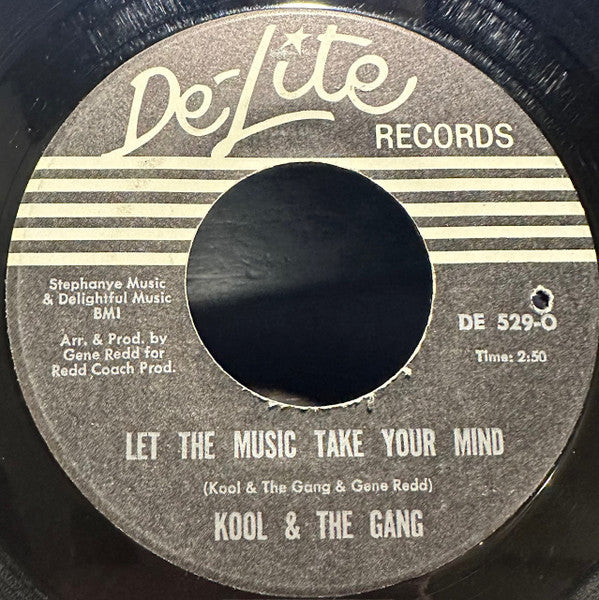 De-Lite
RECORDS
Stephanye Music
& Delightful Music
BMI
Arr. & Prod. by
Gene Redd for
Redd Coach Prod.
DE 529-O
Time: 2:50
LET THE MUSIC TAKE YOUR MIND
(Kool & The Gang & Gene Redd)
KOOL & THE GANG